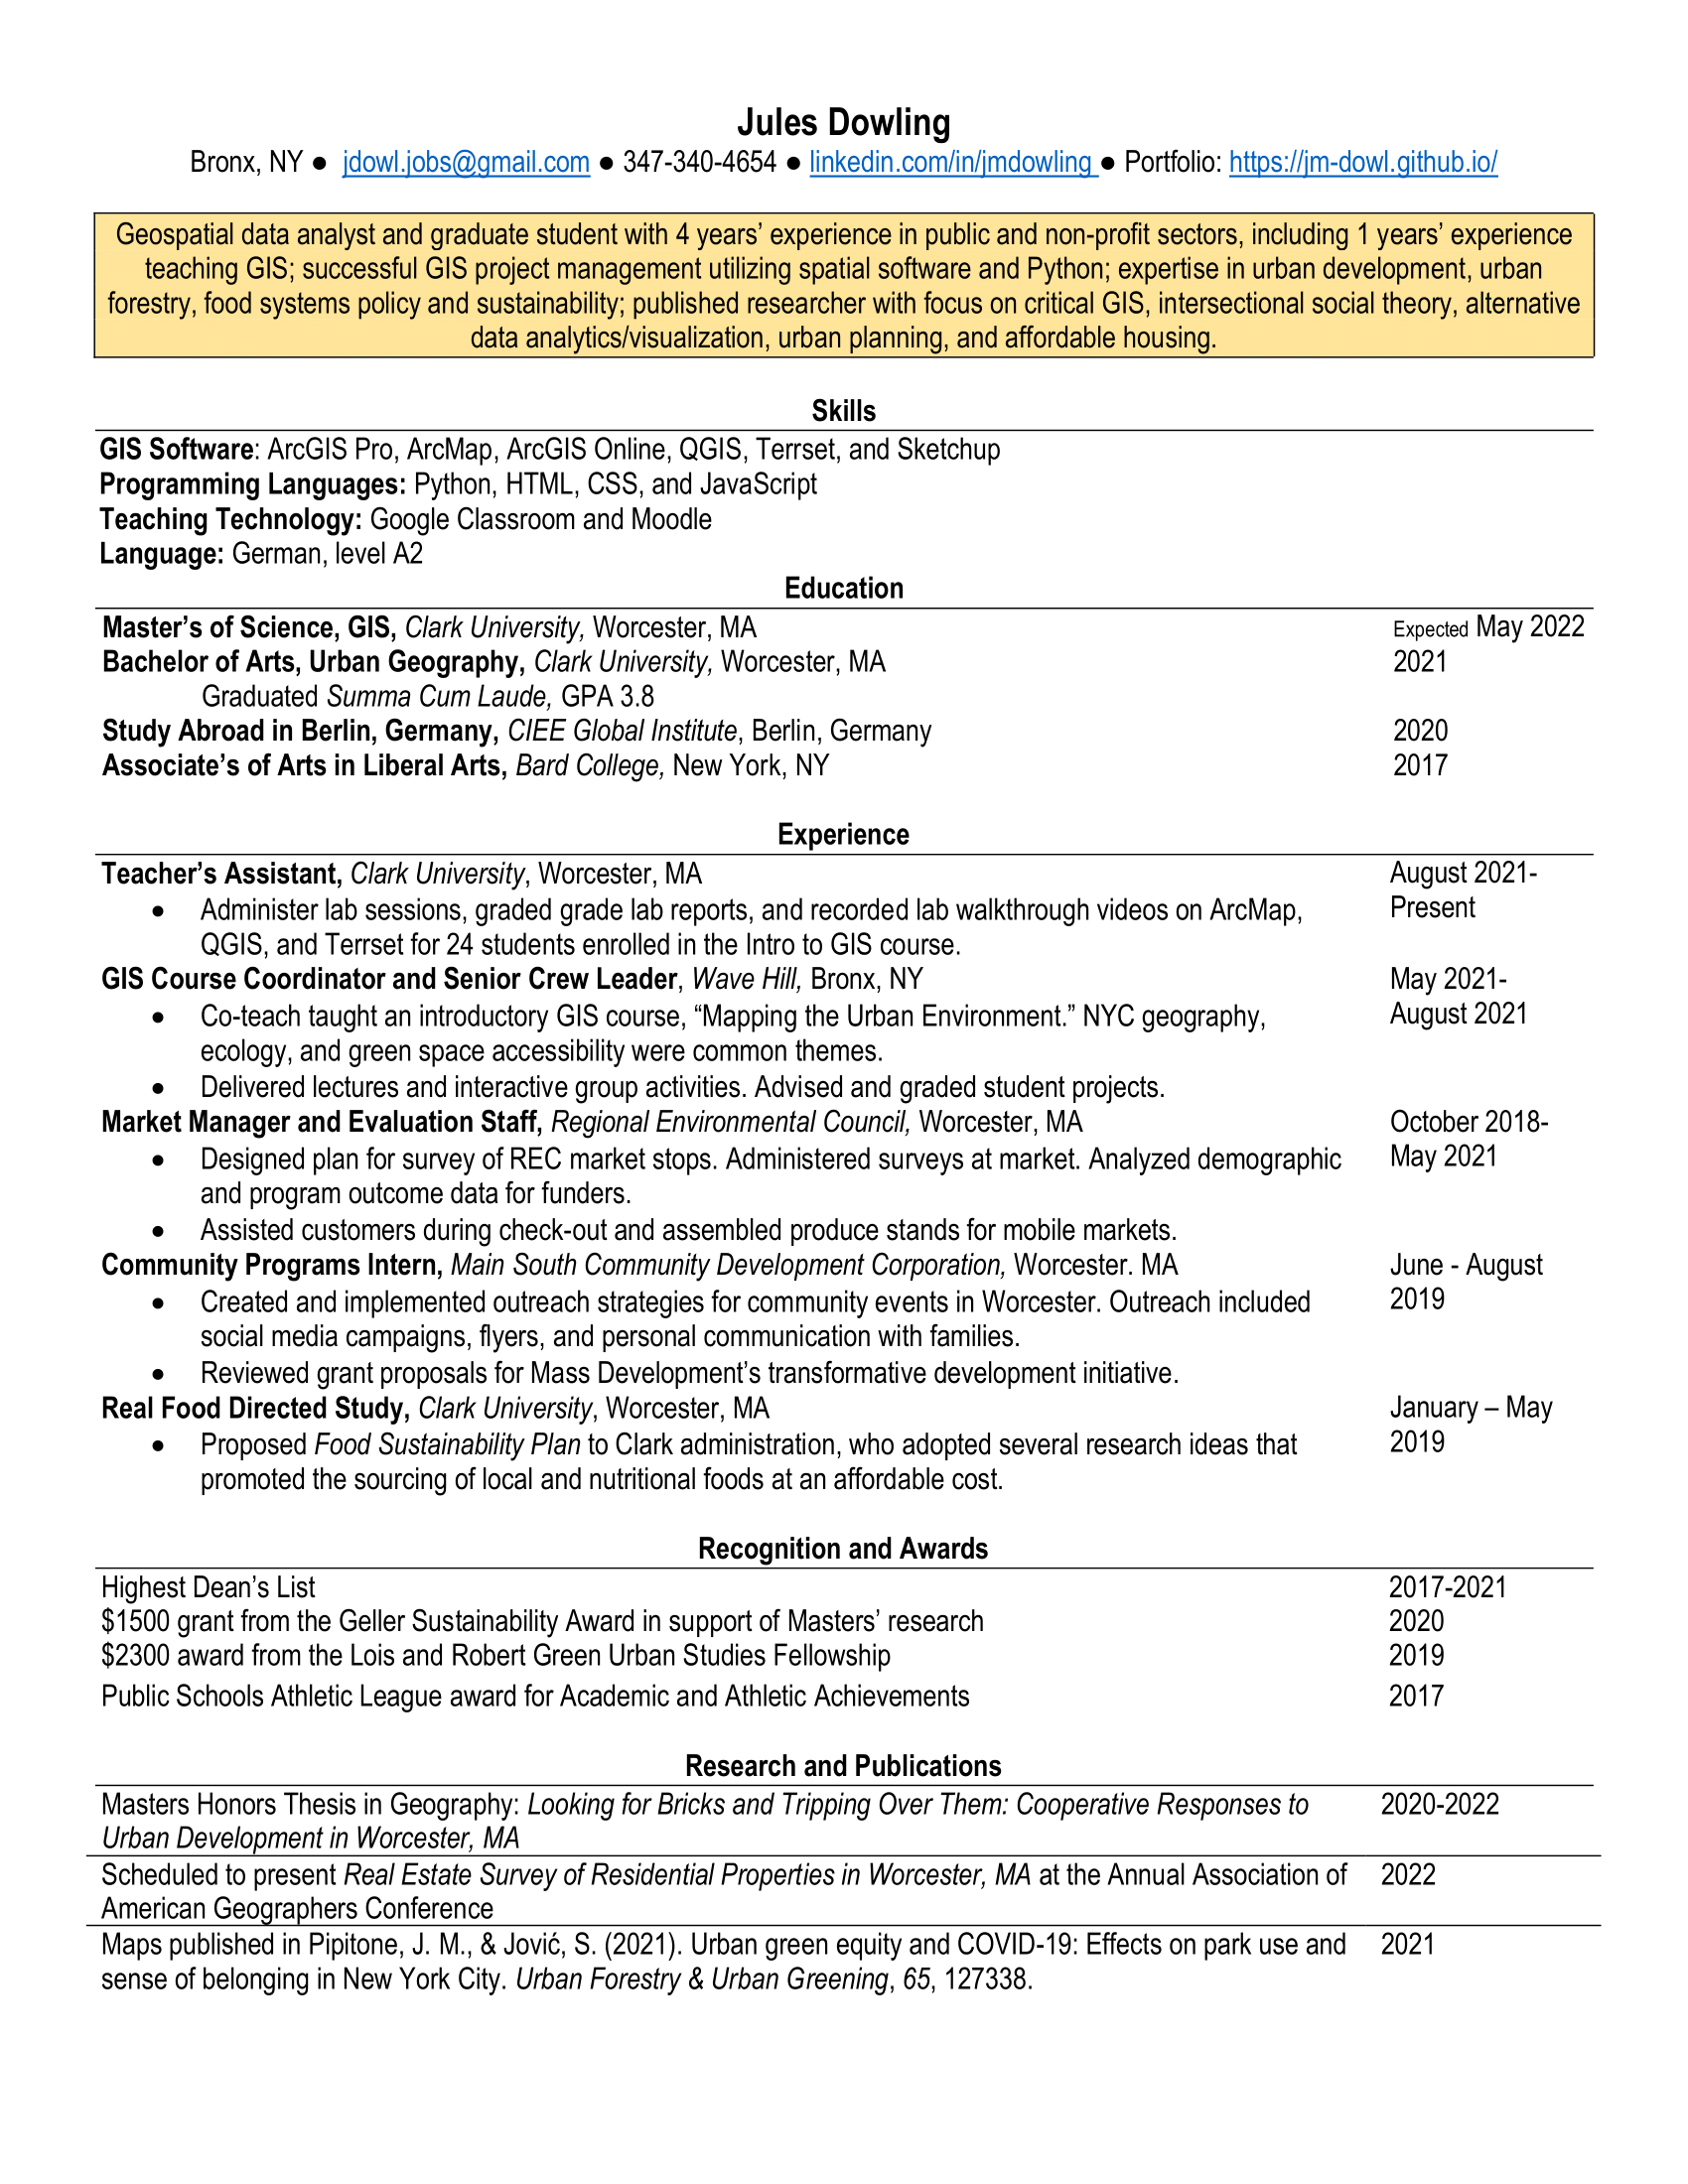 Jules Dowling
Bronx, NY ● jdowl.jobs@gmail.com ● 347-340-4654 ● linkedin.com/in/jmdowling ● Portfolio: https://jm-dowl.github.io/
Geospatial data analyst and graduate student with 4 years’ experience in public and non-profit sectors, including 1 years’ experience
teaching GIS; successful GIS project management utilizing spatial software and Python; expertise in urban development, urban
forestry, food systems policy and sustainability; published researcher with focus on critical GIS, intersectional social theory, alternative
data analytics/visualization, urban planning, and affordable housing.
Skills
GIS Software: ArcGIS Pro, ArcMap, ArcGIS Online, QGIS, Terrset, and Sketchup
Programming Languages: Python, HTML, CSS, and JavaScript
Teaching Technology: Google Classroom and Moodle
Language: German, level A2
Education
Master’s of Science, GIS, Clark University, Worcester, MA Expected May 2022
Bachelor of Arts, Urban Geography, Clark University, Worcester, MA 2021
Graduated Summa Cum Laude, GPA 3.8
Study Abroad in Berlin, Germany, CIEE Global Institute, Berlin, Germany 2020
Associate’s of Arts in Liberal Arts, Bard College, New York, NY 2017
Experience
Teacher’s Assistant, Clark University, Worcester, MA August 2021-
● Administer lab sessions, graded grade lab reports, and recorded lab walkthrough videos on ArcMap, Present
QGIS, and Terrset for 24 students enrolled in the Intro to GIS course.
GIS Course Coordinator and Senior Crew Leader, Wave Hill, Bronx, NY May 2021-
● Co-teach taught an introductory GIS course, “Mapping the Urban Environment.” NYC geography, August 2021
ecology, and green space accessibility were common themes.
● Delivered lectures and interactive group activities. Advised and graded student projects.
Market Manager and Evaluation Staff, Regional Environmental Council, Worcester, MA October 2018-
● Designed plan for survey of REC market stops. Administered surveys at market. Analyzed demographic May 2021
and program outcome data for funders.
● Assisted customers during check-out and assembled produce stands for mobile markets.
Community Programs Intern, Main South Community Development Corporation, Worcester. MA June - August
● Created and implemented outreach strategies for community events in Worcester. Outreach included 2019
social media campaigns, flyers, and personal communication with families.
● Reviewed grant proposals for Mass Development’s transformative development initiative.
Real Food Directed Study, Clark University, Worcester, MA January – May
● Proposed Food Sustainability Plan to Clark administration, who adopted several research ideas that 2019
promoted the sourcing of local and nutritional foods at an affordable cost.
Recognition and Awards
Highest Dean’s List 2017-2021
$1500 grant from the Geller Sustainability Award in support of Masters’ research 2020
$2300 award from the Lois and Robert Green Urban Studies Fellowship 2019
Public Schools Athletic League award for Academic and Athletic Achievements 2017
Research and Publications
Masters Honors Thesis in Geography: Looking for Bricks and Tripping Over Them: Cooperative Responses to 2020-2022
Urban Development in Worcester, MA
Scheduled to present Real Estate Survey of Residential Properties in Worcester, MA at the Annual Association of 2022
American Geographers Conference
Maps published in Pipitone, J. M., & Jović, S. (2021). Urban green equity and COVID-19: Effects on park use and 2021
sense of belonging in New York City. Urban Forestry & Urban Greening, 65, 127338.